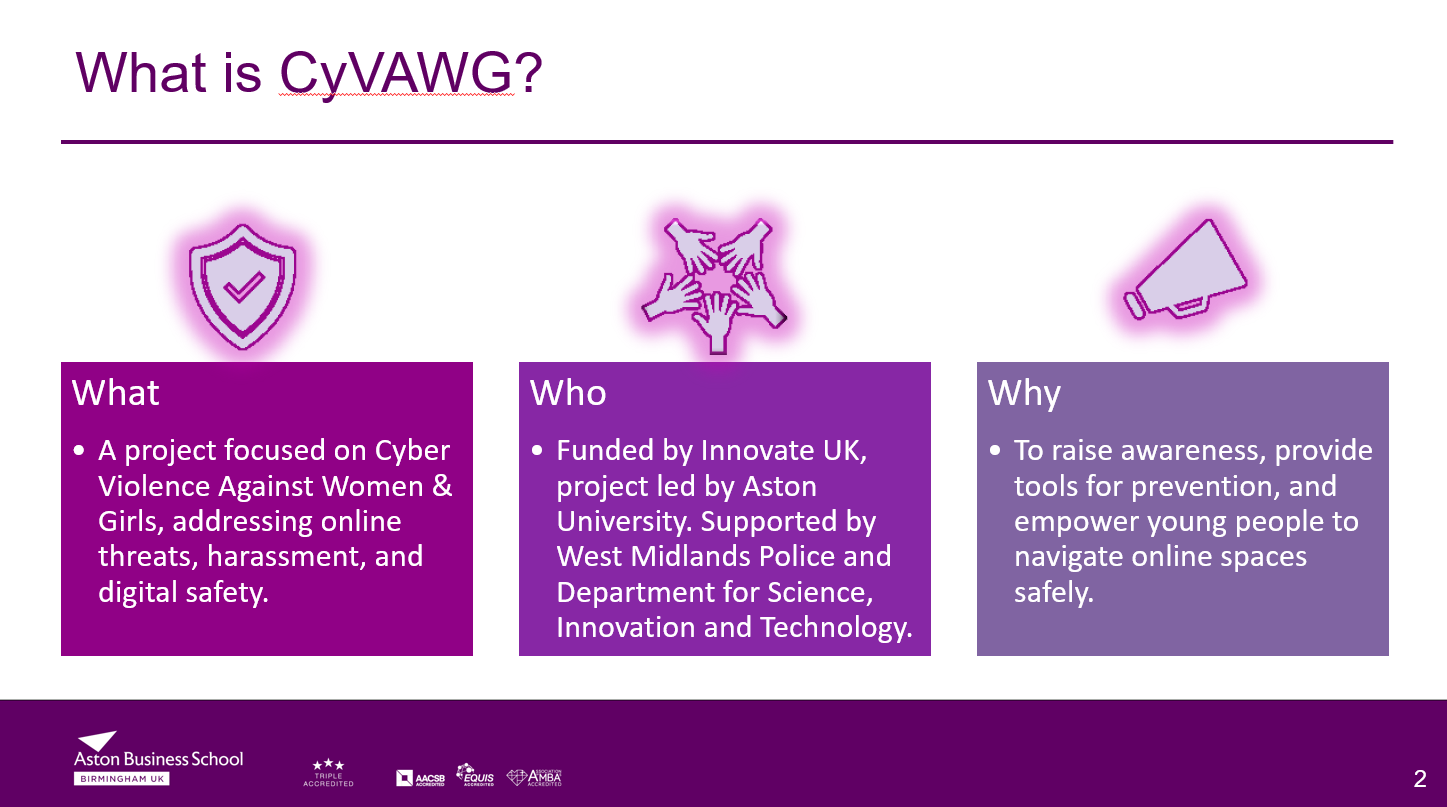 What is CyVAWG?
What
• A project focused on Cyber
Violence Against Women &
Girls, addressing online
threats, harassment, and
digital safety.
Who
• Funded by Innovate UK,
project led by Aston
University. Supported by
West Midlands Police and
Department for Science,
Innovation and Technology.
Why
• To raise awareness, provide
tools for prevention, and
empower young people to
navigate online spaces
safely.
Aston Business School
BIRMINGHAM UK
TRIPLE
ACCREDITED
AACSB
ACCREDITED
EQUIS
ACCREDITED
ASSOCIATION
AMBA
ACCREDITED
2